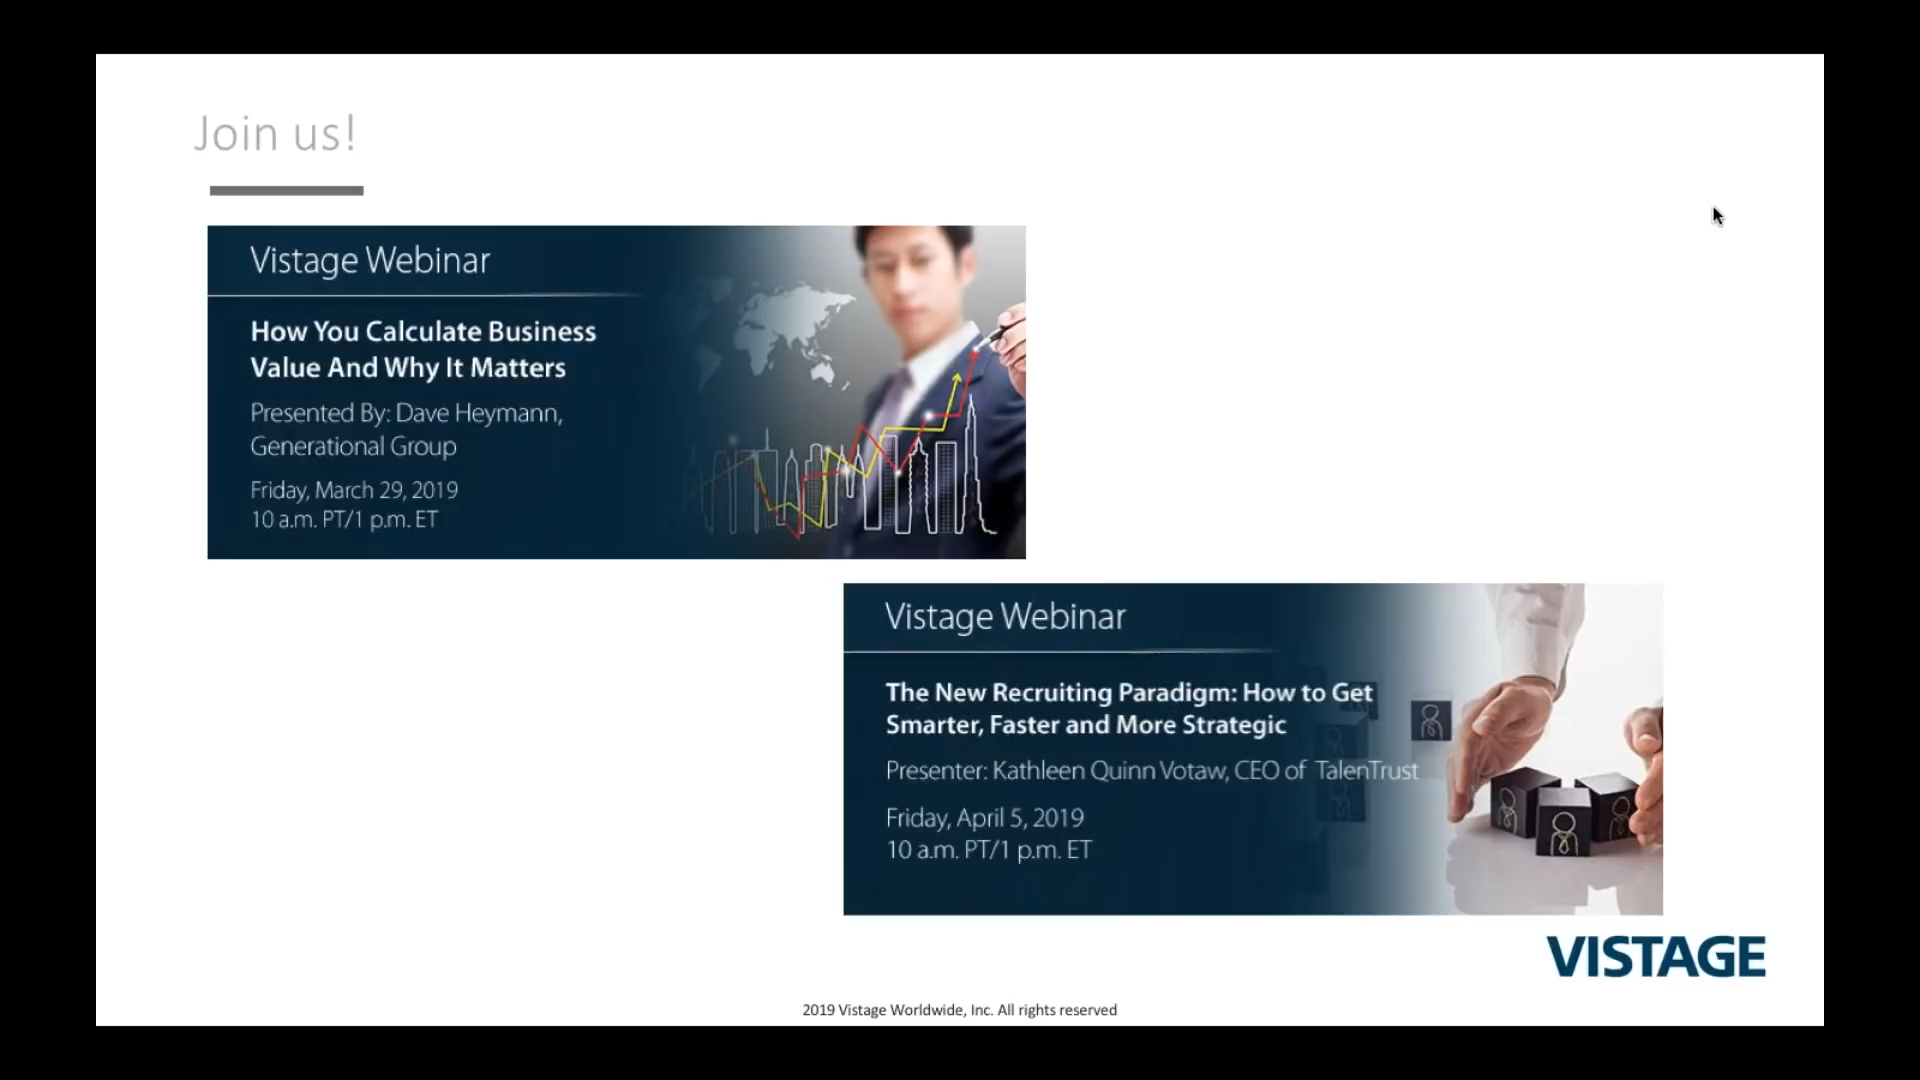 Join us!
Vistage Webinar
How You Calculate Business
Value And Why It Matters
Presented By: Dave Heymann,
Generational Group
Friday, March 29, 2019
10 a.m. PT/1 p.m. ET
Vistage Webinar
The New Recruiting Paradigm: How to Get
Smarter, Faster and More Strategic
Presenter: Kathleen Quinn Votaw, CEO of TalenTrust
Friday, April 5, 2019
10 a.m. PT/1 p.m. ET
VISTAGE
2019 Vistage Worldwide, Inc. All rights reserved